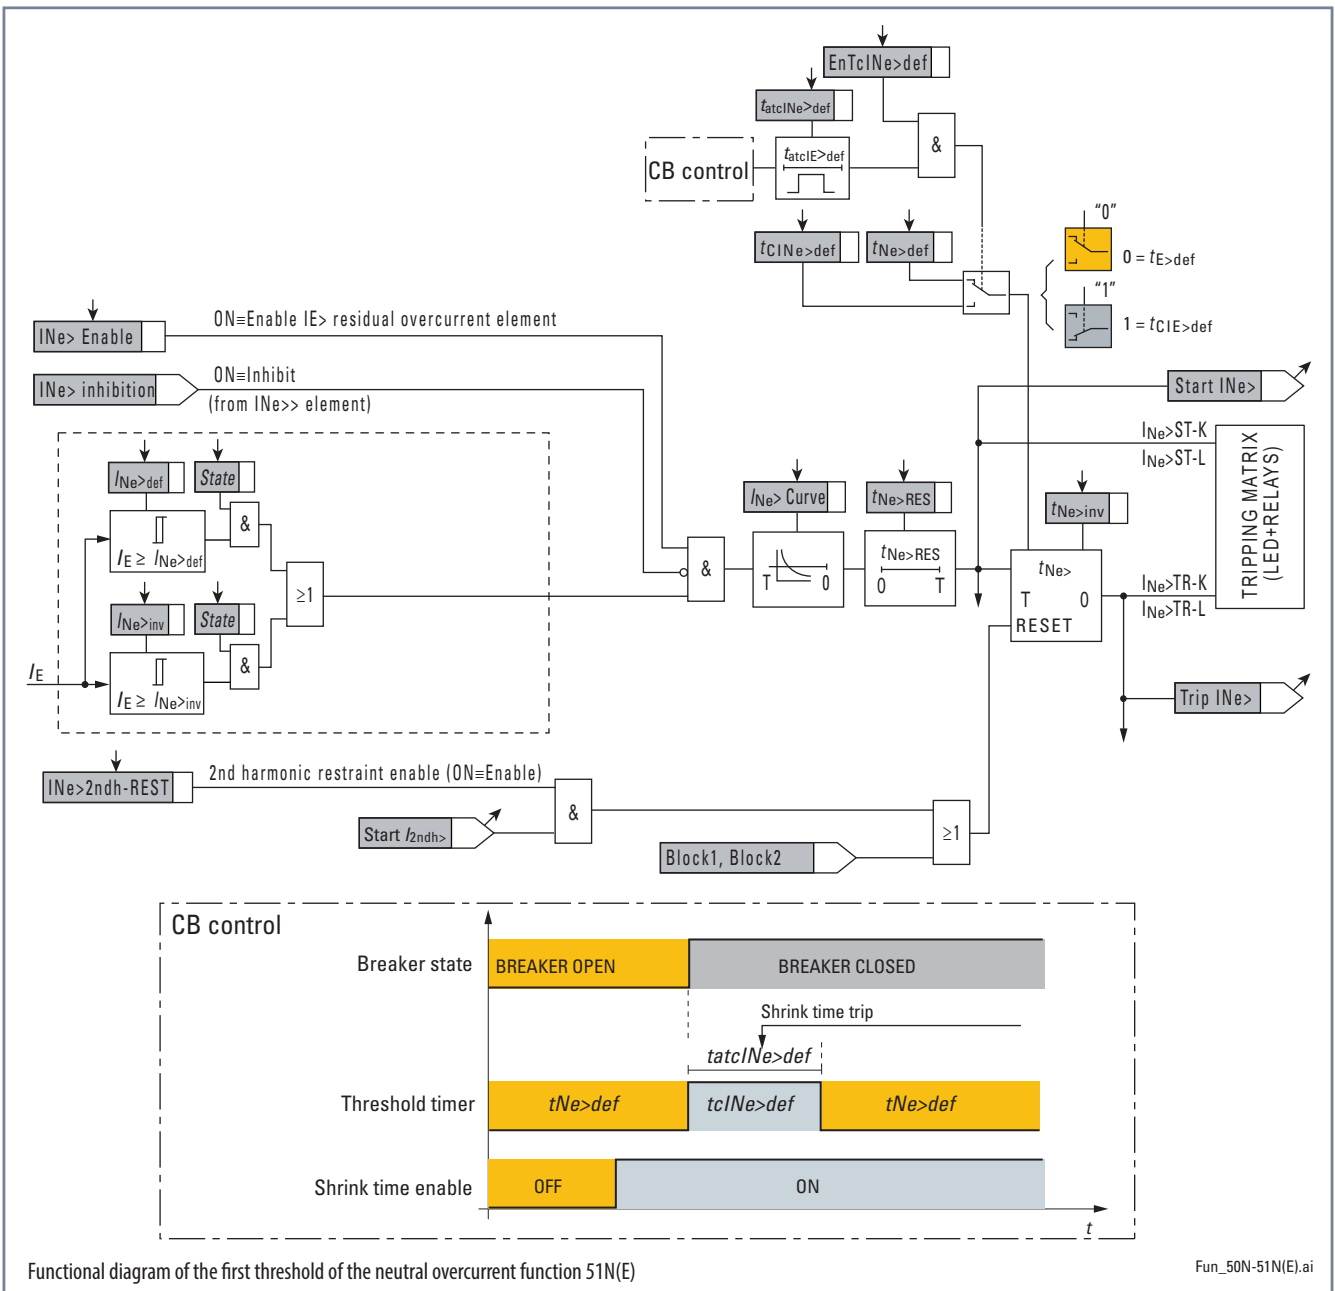 EnTcINe>def
tatcINe>def
&
CB control
tatcIE>def
tCINe>def
tNe>def
“0”
0 = tE>def
“1”
1 = tCIE>def
INe> Enable
ON≡Enable IE> residual overcurrent element
INe> inhibition
ON≡Inhibit
(from INe>> element)
Start INe>
INe>ST-K
INe>ST-L
TRIPPING MATRIX
(LED+RELAYS)
INe>def
State
&
IE ≥ INe>def
≥1
INe>inv
State
&
IE ≥ INe>inv
IE
&
INe> Curve
T 0
tNe>RES
tNe>RES
0 T
tNe>inv
tNe>
T 0
RESET
INe>TR-K
INe>TR-L
Trip INe>
INe>2ndh-REST
2nd harmonic restraint enable (ON≡Enable)
&
Start I2ndh>
≥1
Block1, Block2
CB control
Breaker state
BREAKER OPEN
BREAKER CLOSED
Shrink time trip
tatcINe>def
Threshold timer
tNe>def
tcINe>def
tNe>def
Shrink time enable
OFF
ON
t
Functional diagram of the first threshold of the neutral overcurrent function 51N(E)
Fun_50N-51N(E).ai